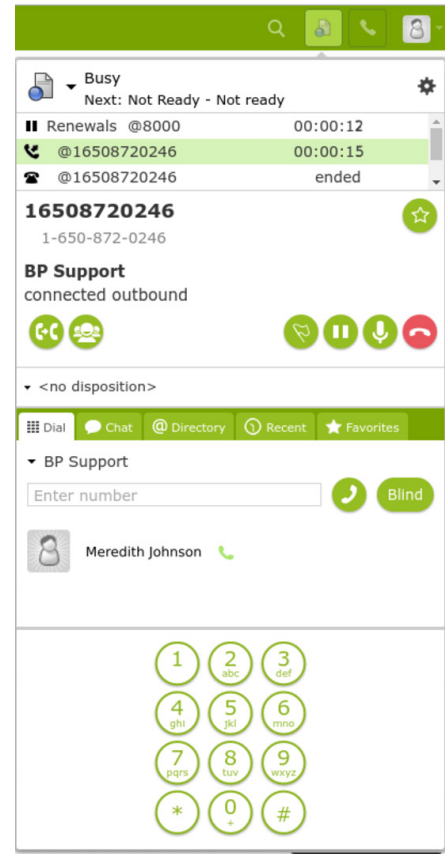 Busy
Next: Not Ready - Not ready
Renewals @8000 00:00:12
@16508720246 00:00:15
@16508720246 ended
16508720246
1-650-872-0246
BP Support
connected outbound
<no disposition>
Dial Chat @ Directory Recent Favorites
BP Support
Enter number Blind
Meredith Johnson
1 2 3
abc def
4 5 6
ghi jkl mno
7 8 9
pqrs tuv wxyz
* 0 #
+